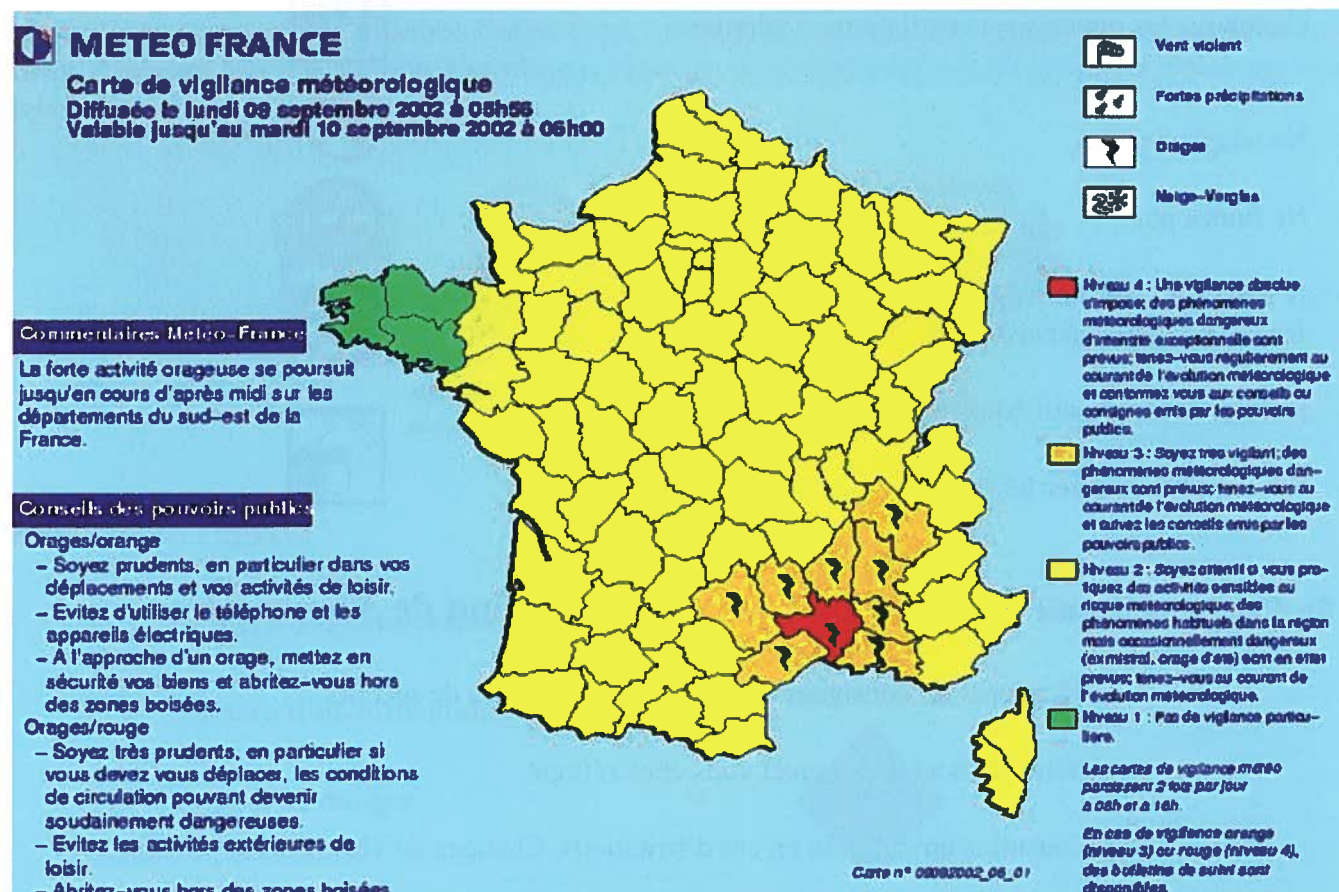 METEO FRANCE
Carte de vigilance météorologique
Diffusée le lundi 09 septembre 2002 à 05h56
Valable jusqu'au mardi 10 septembre 2002 à 06h00
Commentaires Meteo-France
La forte activité orageuse se poursuit
jusqu'en cours d'après midi sur les
départements du sud-est de la
France.
Conseils des pouvoirs publics
Orages/orange
– Soyez prudents, en particulier dans vos
déplacements et vos activités de loisir.
– Evitez d'utiliser le téléphone et les
appareils électriques.
– A l'approche d'un orage, mettez en
sécurité vos biens et abritez-vous hors
des zones boisées.
Orages/rouge
– Soyez très prudents, en particulier si
vous devez vous déplacer, les conditions
de circulation pouvant devenir
soudainement dangereuses.
– Evitez les activités extérieures de
loisir.
– Abritez-vous hors des zones boisées
Vent violent
Fortes précipitations
Orages
Neige-Verglas
Niveau 4 : Une vigilance absolue
s'impose; des phénomènes
météorologiques dangereux
d'intensité exceptionnelle sont
prévus; tenez-vous régulièrement au
courant de l'évolution météorologique
et conformez vous aux conseils ou
consignes émis par les pouvoirs
publics.
Niveau 3 : Soyez très vigilant; des
phénomènes météorologiques dan-
gereux sont prévus; tenez-vous au
courant de l'évolution météorologique
et suivez les conseils émis par les
pouvoirs publics.
Niveau 2 : Soyez attentif si vous pra-
tiquez des activités sensibles au
risque météorologique; des
phénomènes habituels dans la région
mais occasionnellement dangereux
(ex mistral, orage d'été) sont en effet
prévus; tenez-vous au courant de
l'évolution météorologique.
Niveau 1 : Pas de vigilance particu-
lière.
Les cartes de vigilance météo
paraissent 2 fois par jour
à 06h et à 16h.
En cas de vigilance orange
(niveau 3) ou rouge (niveau 4),
des bulletins de suivi sont
disponibles.
Carte n° 09092002_06_01